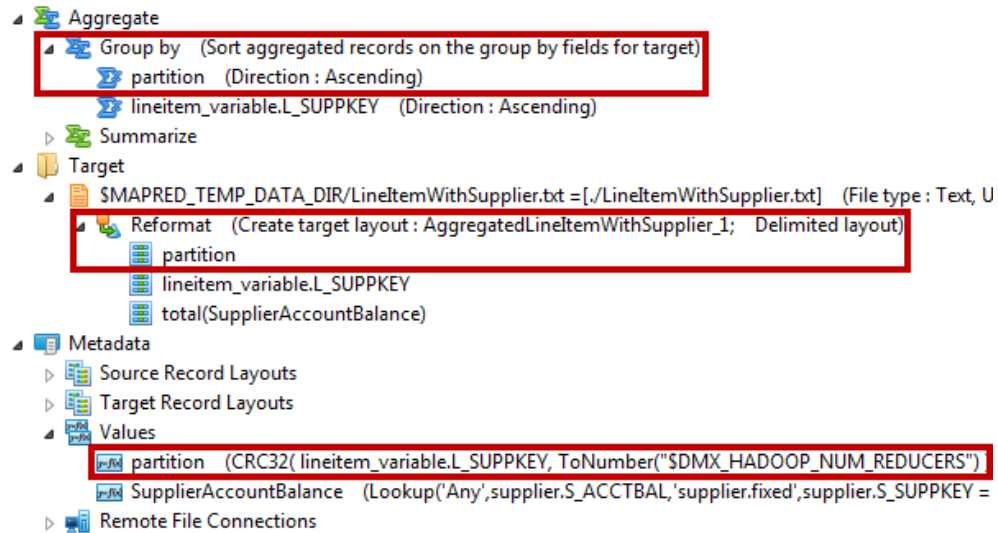 Aggregate
Group by (Sort aggregated records on the group by fields for target)
partition (Direction : Ascending)
lineitem_variable.L_SUPPKEY (Direction : Ascending)
Summarize
Target
$MAPRED_TEMP_DATA_DIR/LineItemWithSupplier.txt =[./LineItemWithSupplier.txt] (File type : Text, U
Reformat (Create target layout : AggregatedLineItemWithSupplier_1; Delimited layout)
partition
lineitem_variable.L_SUPPKEY
total(SupplierAccountBalance)
Metadata
Source Record Layouts
Target Record Layouts
Values
partition (CRC32( lineitem_variable.L_SUPPKEY, ToNumber("$DMX_HADOOP_NUM_REDUCERS") )
SupplierAccountBalance (Lookup('Any',supplier.S_ACCTBAL,'supplier.fixed',supplier.S_SUPPKEY =
Remote File Connections